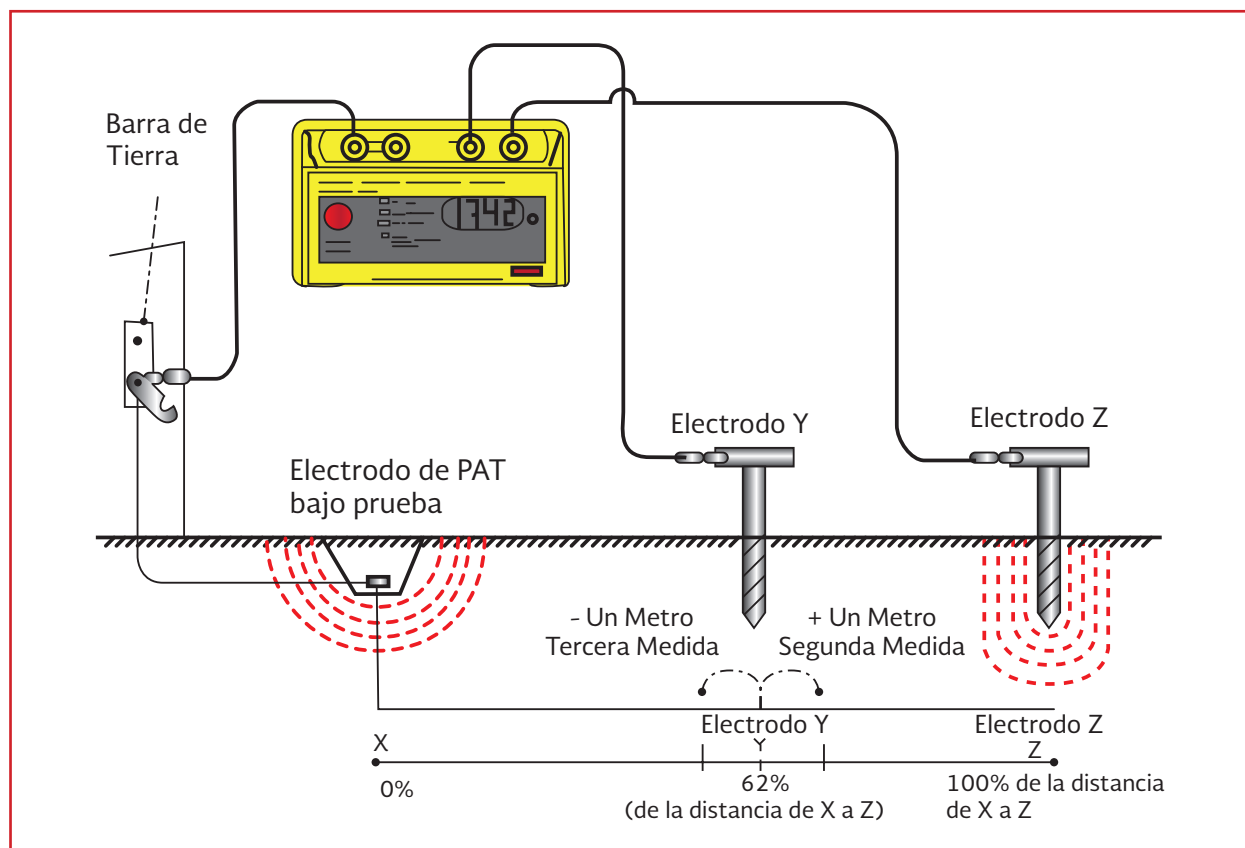 Barra de
Tierra
1742
Electrodo Y
Electrodo Z
Electrodo de PAT
bajo prueba
- Un Metro
Tercera Medida
+ Un Metro
Segunda Medida
Electrodo Y
Electrodo Z
X
Y
Z
0%
62%
(de la distancia de X a Z)
100% de la distancia
de X a Z